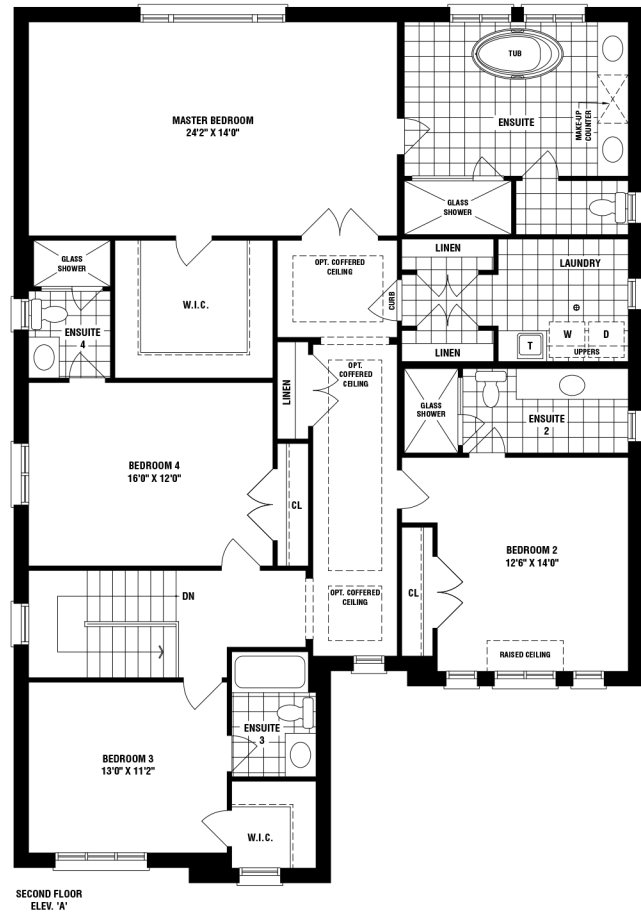 TUB
MASTER BEDROOM
24'2" X 14'0"
ENSUITE
MAKE-UP
COUNTER
GLASS
SHOWER
LINEN
LAUNDRY
GLASS
SHOWER
OPT. COFFERED
CEILING
W.I.C.
CURB
ENSUITE
4
W
D
T
UPPERS
LINEN
OPT.
COFFERED
CEILING
LINEN
GLASS
SHOWER
ENSUITE
2
BEDROOM 4
16'0" X 12'0"
CL
BEDROOM 2
12'6" X 14'0"
CL
DN
OPT. COFFERED
CEILING
RAISED CEILING
ENSUITE
3
BEDROOM 3
13'0" X 11'2"
W.I.C.
SECOND FLOOR
ELEV. 'A'